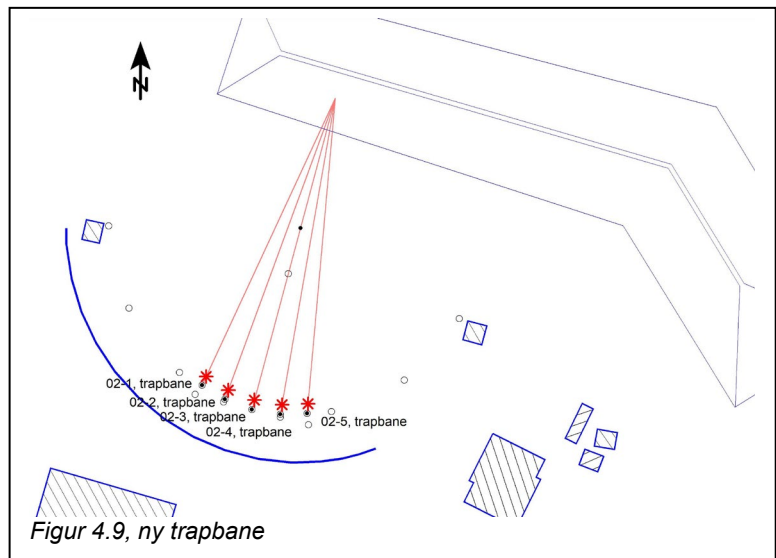 N
02-1, trapbane
02-2, trapbane
02-3, trapbane
02-4, trapbane
02-5, trapbane
Figur 4.9, ny trapbane